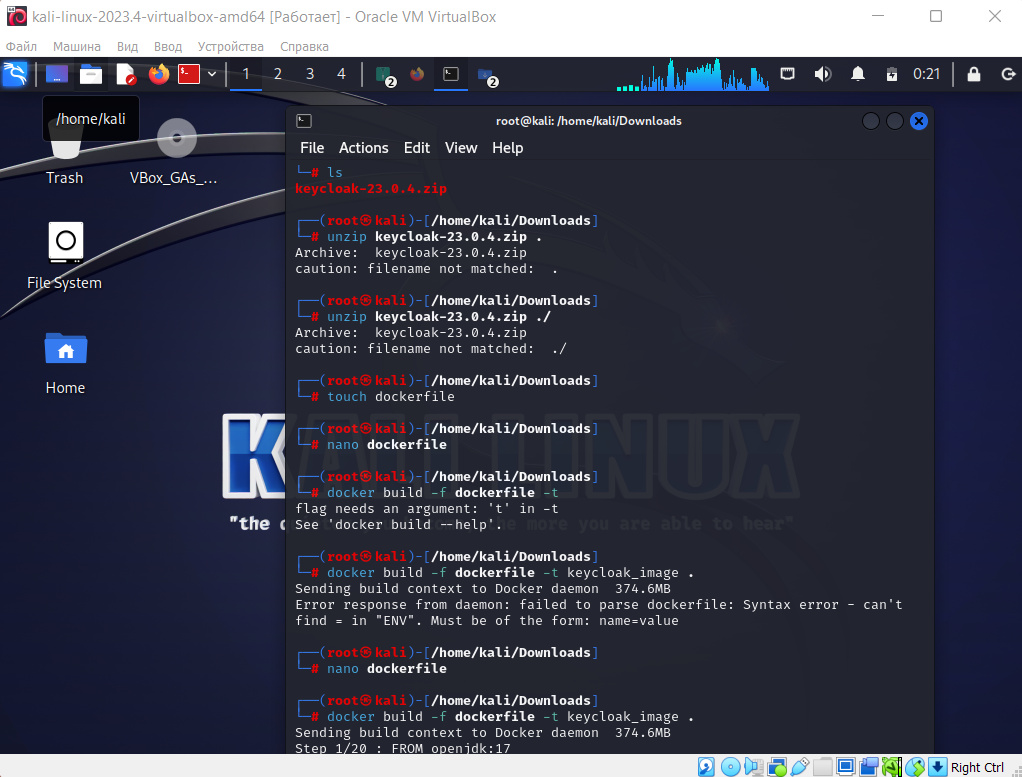 kali-linux-2023.4-virtualbox-amd64 [Работает] - Oracle VM VirtualBox
Файл Машина Вид Ввод Устройства Справка
1 2 3 4 2 2 0:21
/home/kali
Trash
VBox_GAs_...
File System
Home
root@kali: /home/kali/Downloads
File Actions Edit View Help
└─# ls
keycloak-23.0.4.zip
┌──(root㉿kali)-[/home/kali/Downloads]
└─# unzip keycloak-23.0.4.zip .
Archive:  keycloak-23.0.4.zip
caution: filename not matched:  .
┌──(root㉿kali)-[/home/kali/Downloads]
└─# unzip keycloak-23.0.4.zip ./
Archive:  keycloak-23.0.4.zip
caution: filename not matched:  ./
┌──(root㉿kali)-[/home/kali/Downloads]
└─# touch dockerfile
┌──(root㉿kali)-[/home/kali/Downloads]
└─# nano dockerfile
┌──(root㉿kali)-[/home/kali/Downloads]
└─# docker build -f dockerfile -t
flag needs an argument: 't' in -t
See 'docker build --help'.
┌──(root㉿kali)-[/home/kali/Downloads]
└─# docker build -f dockerfile -t keycloak_image .
Sending build context to Docker daemon  374.6MB
Error response from daemon: failed to parse dockerfile: Syntax error - can't
find = in "ENV". Must be of the form: name=value
┌──(root㉿kali)-[/home/kali/Downloads]
└─# nano dockerfile
┌──(root㉿kali)-[/home/kali/Downloads]
└─# docker build -f dockerfile -t keycloak_image .
Sending build context to Docker daemon  374.6MB
Step 1/20 : FROM openjdk:17
KALI LINUX
"the the more you are able to hear"
Right Ctrl